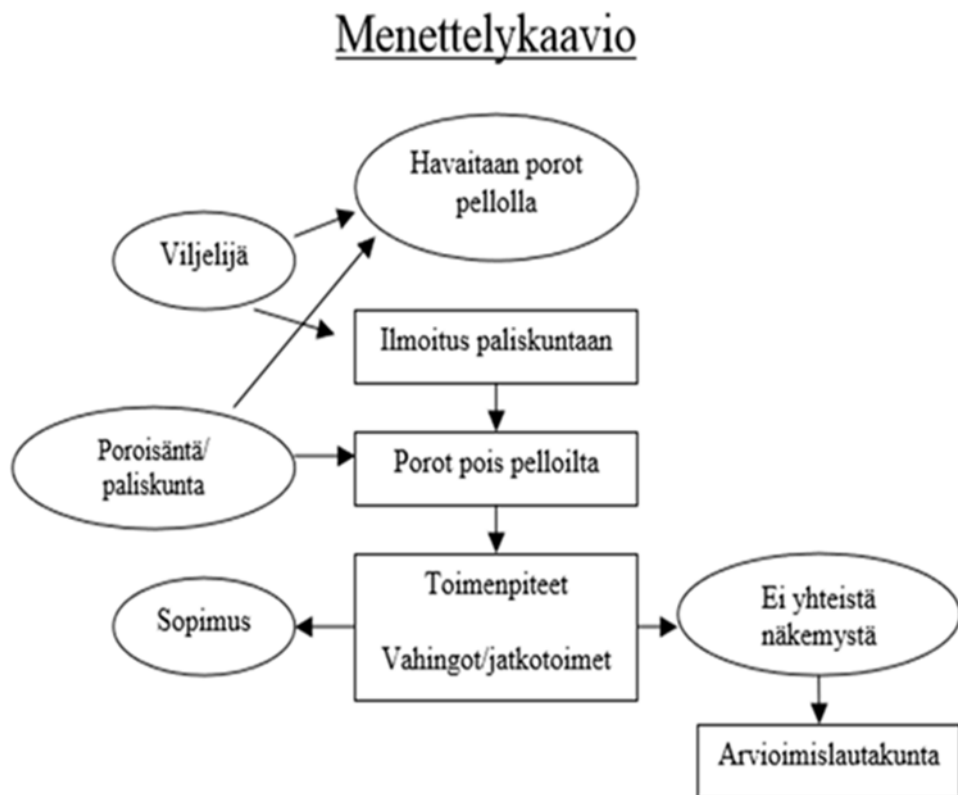 Menettelykaavio
Havaitaan porot
pellolla
Viljelijä
Ilmoitus paliskuntaan
Poroisäntä/
paliskunta
Porot pois pelloilta
Sopimus
Toimenpiteet
Vahingot/jatkotoimet
Ei yhteistä
näkemystä
Arvioimislautakunta